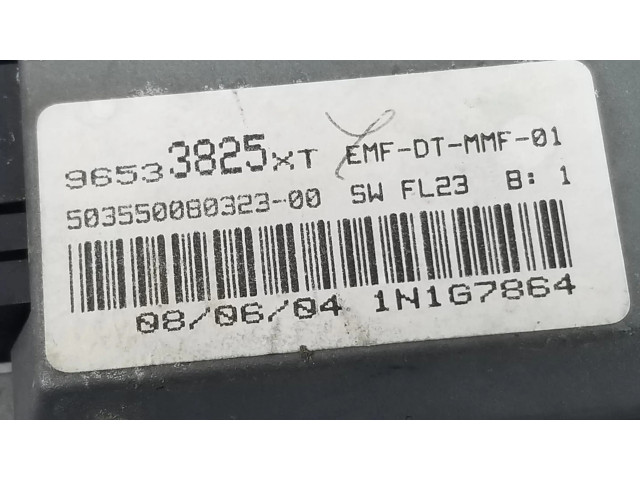 96533825XT EMF-DT-MMF-01
503550080323-00 SW FL23 B: 1
08/06/04 1N1G7864